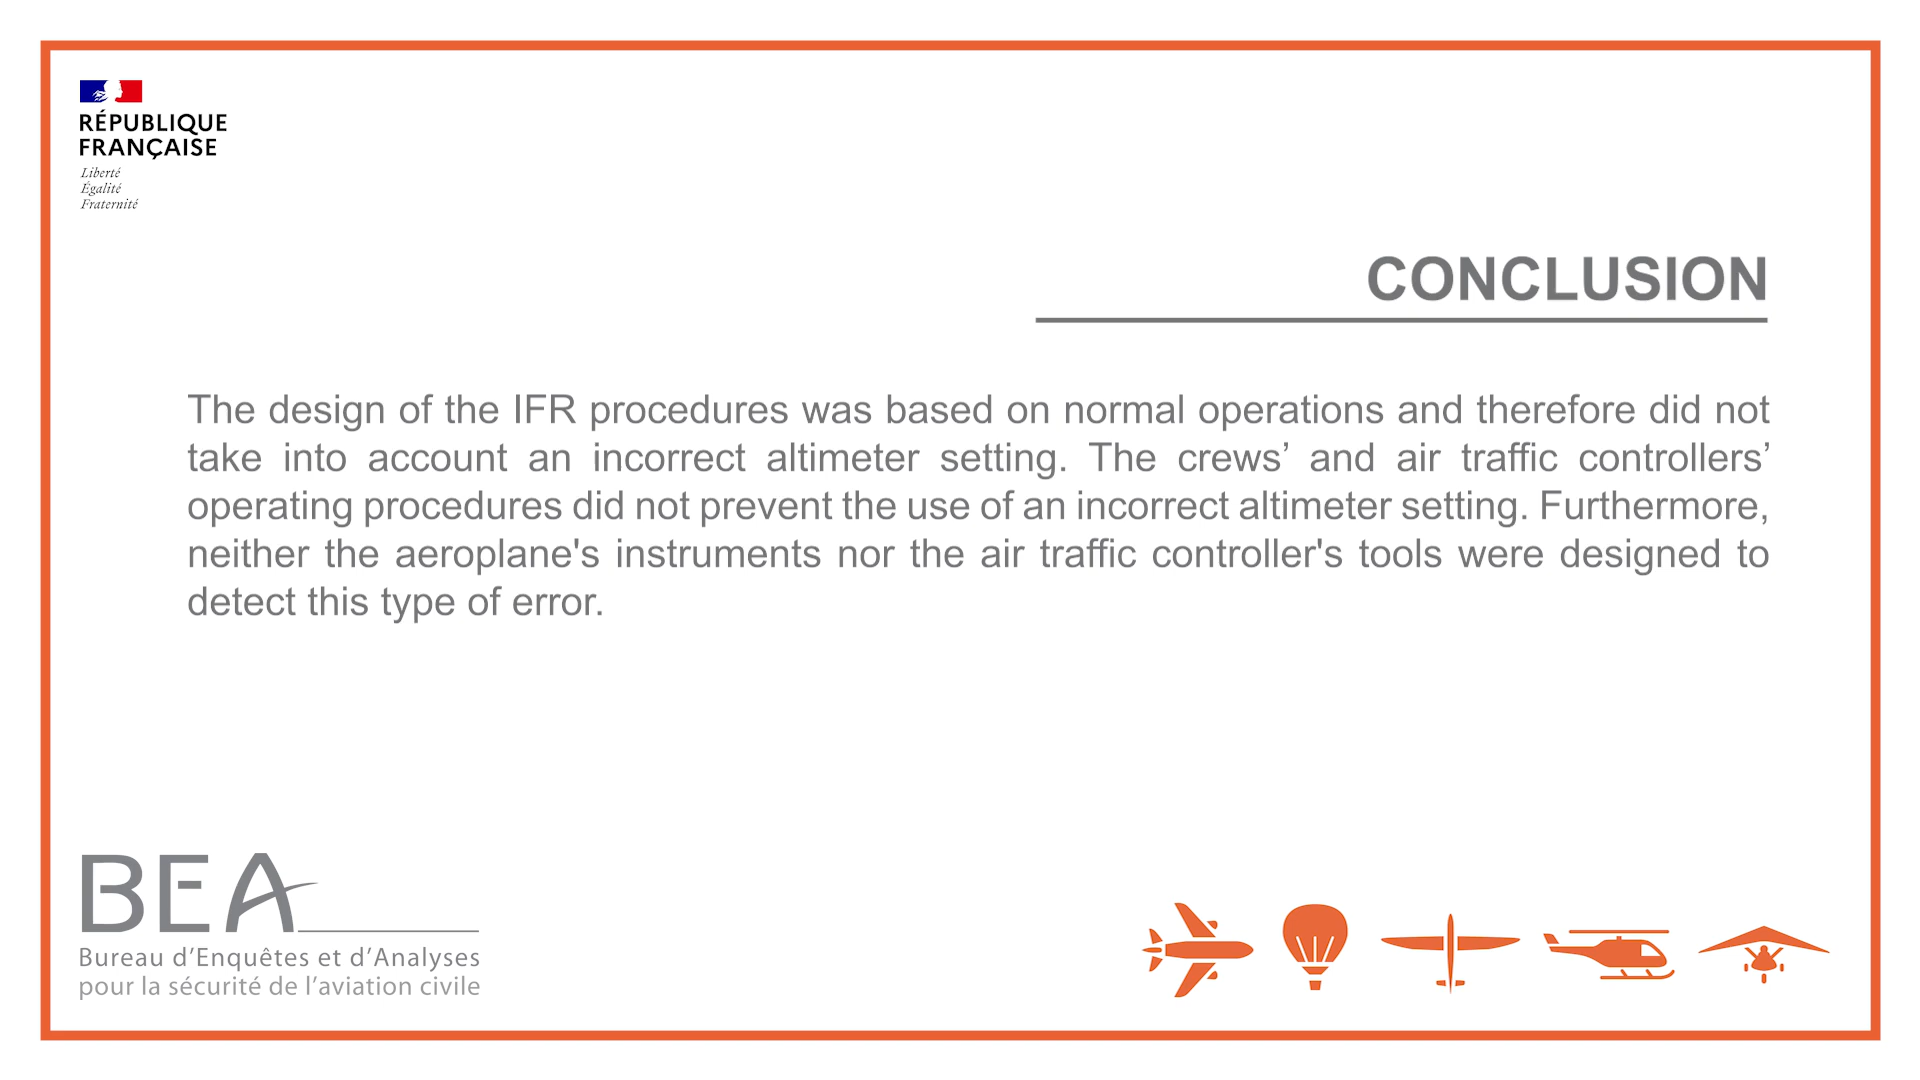 RÉPUBLIQUE
FRANÇAISE
Liberté
Égalité
Fraternité
CONCLUSION
The design of the IFR procedures was based on normal operations and therefore did not
take into account an incorrect altimeter setting. The crews’ and air traffic controllers’
operating procedures did not prevent the use of an incorrect altimeter setting. Furthermore,
neither the aeroplane's instruments nor the air traffic controller's tools were designed to
detect this type of error.
BEA
Bureau d’Enquêtes et d’Analyses
pour la sécurité de l’aviation civile